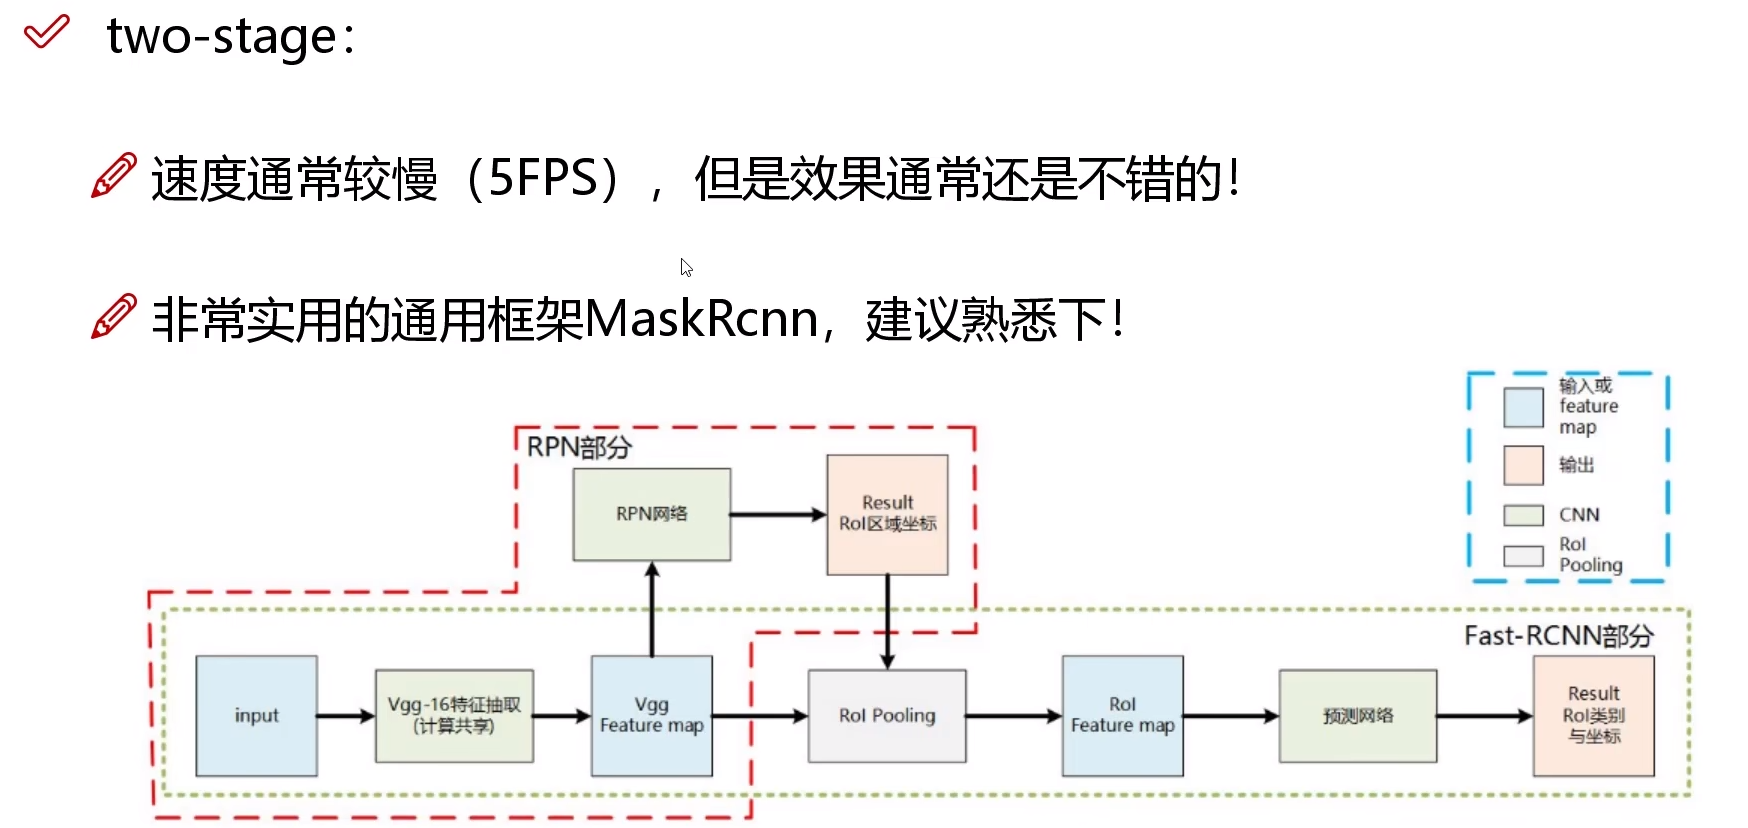 two-stage：
速度通常较慢（5FPS），但是效果通常还是不错的！
非常实用的通用框架MaskRcnn，建议熟悉下！
输入或
feature
map
输出
CNN
RoI
Pooling
RPN部分
RPN网络
Result
RoI区域坐标
Fast-RCNN部分
input
Vgg-16特征抽取
(计算共享)
Vgg
Feature map
RoI Pooling
RoI
Feature map
预测网络
Result
RoI类别
与坐标